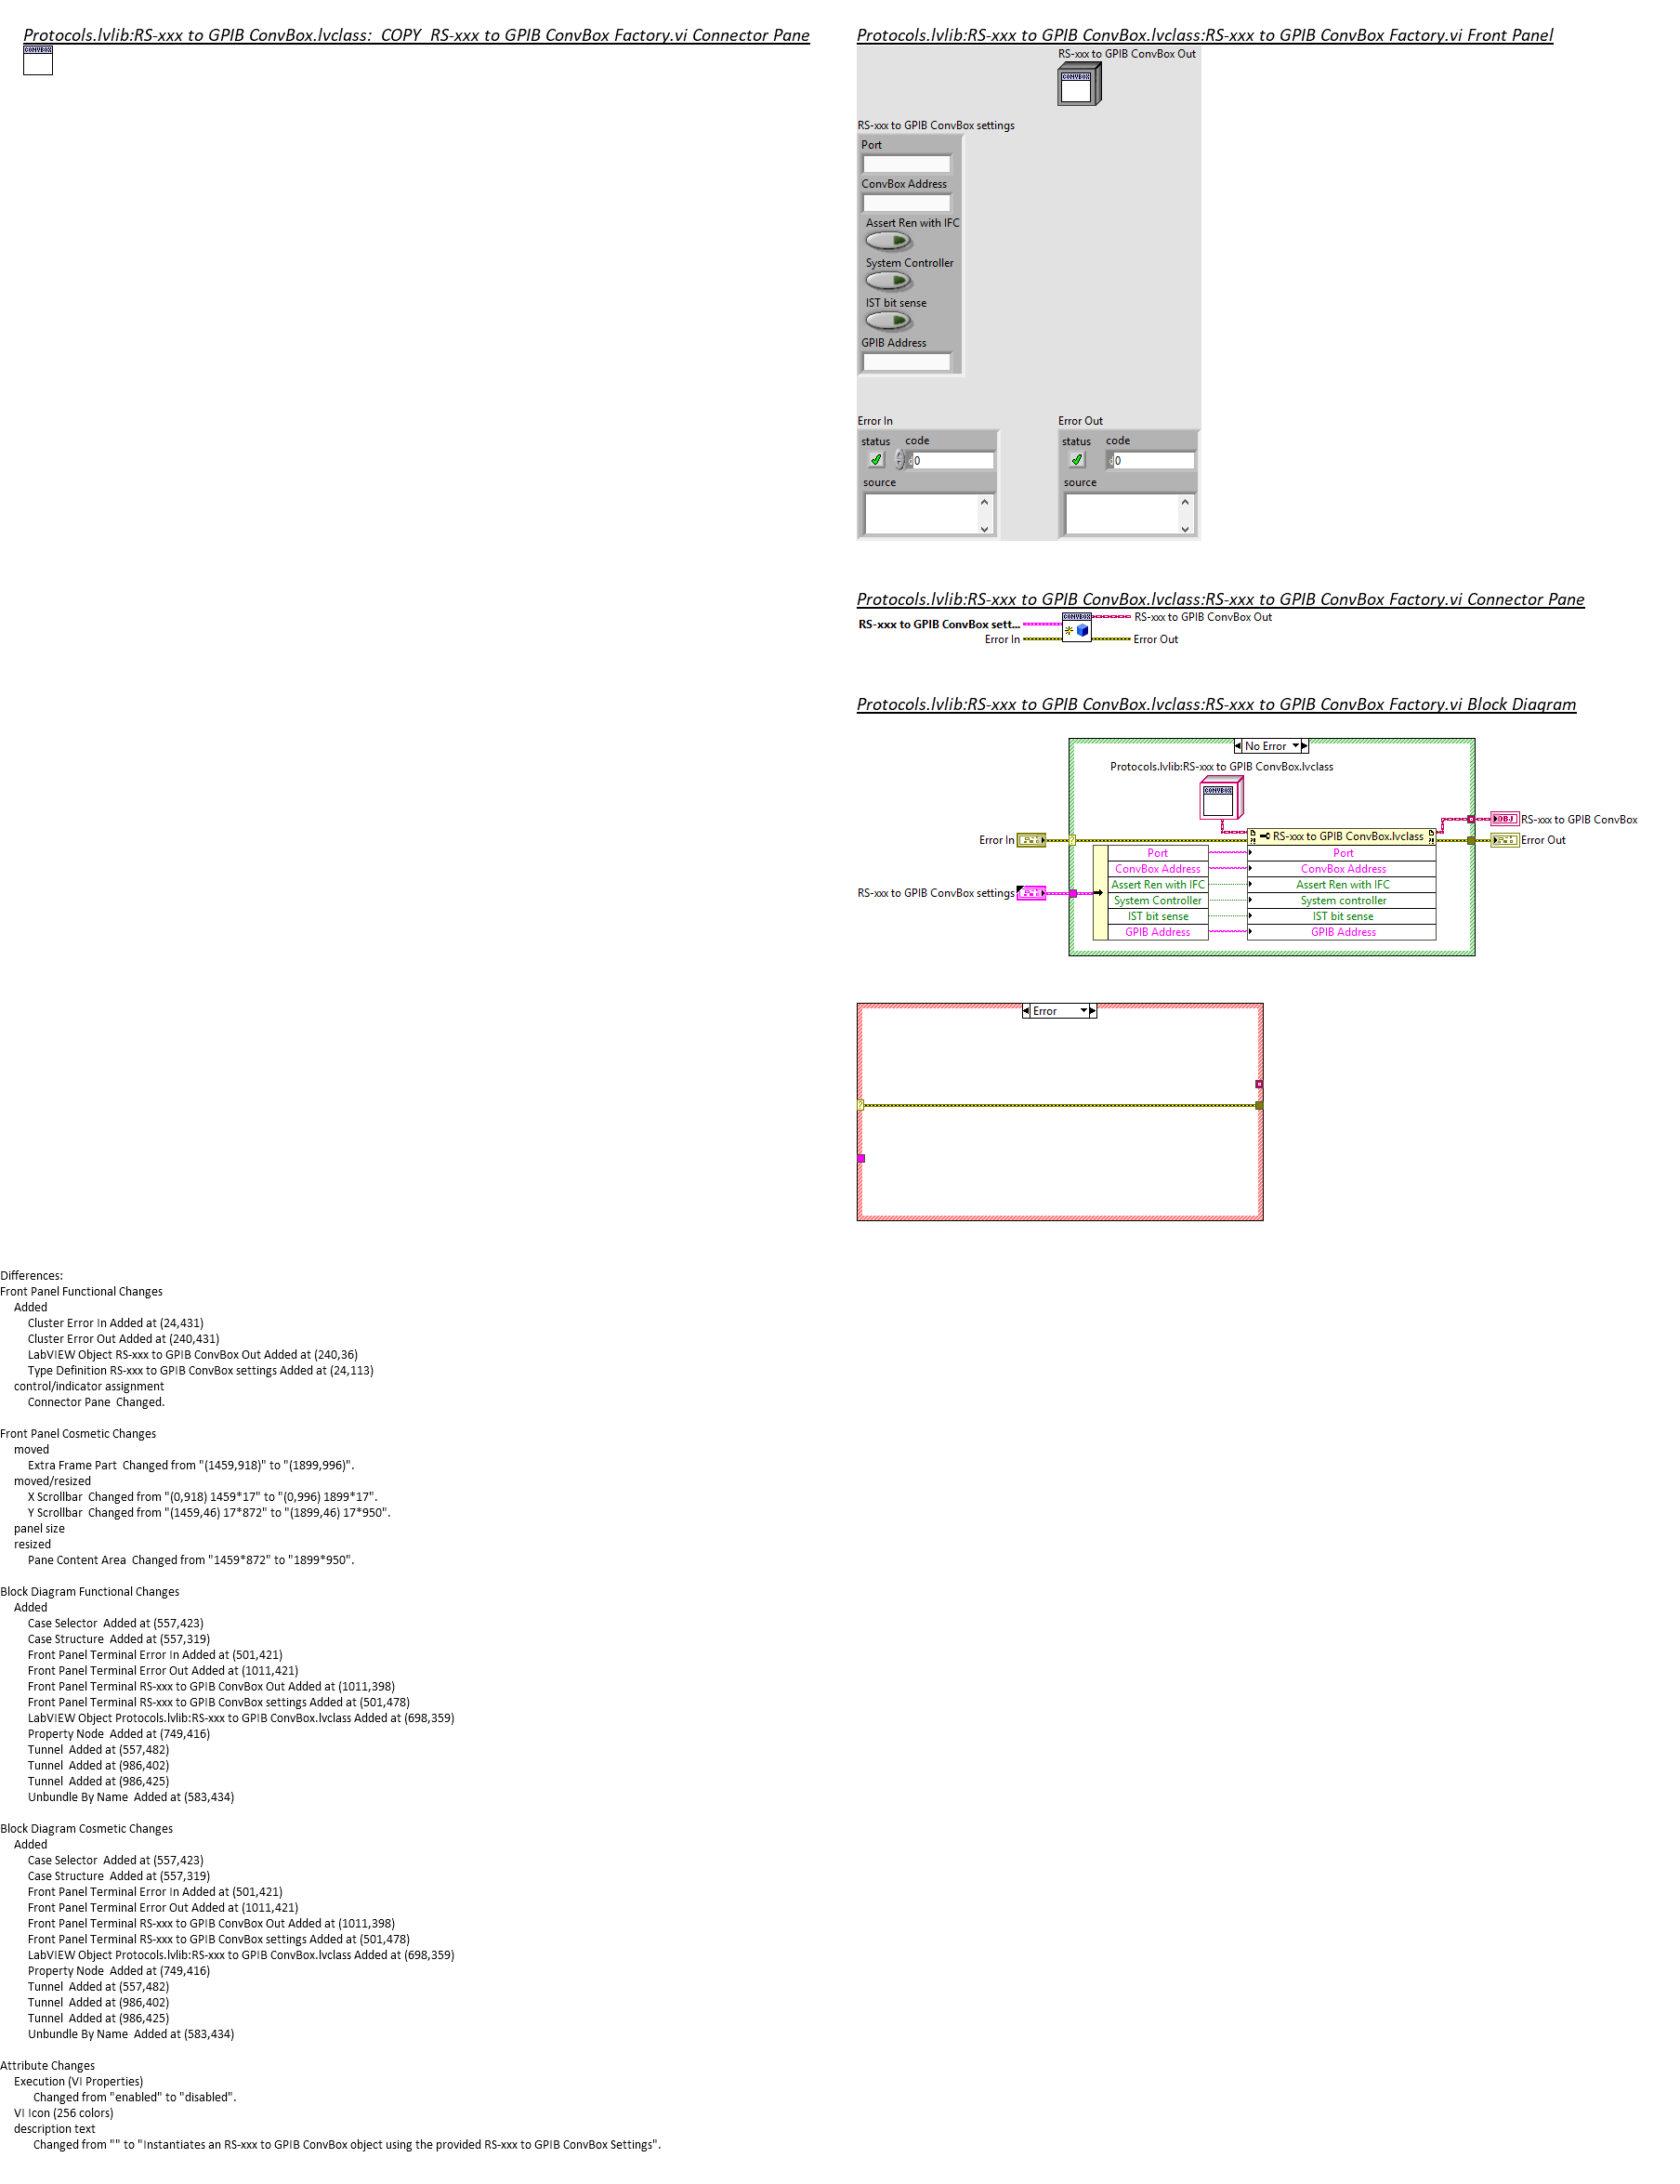 Protocols.lvlib:RS-xxx to GPIB ConvBox.lvclass:  COPY  RS-xxx to GPIB ConvBox Factory.vi Connector Pane
CONVBOX
Protocols.lvlib:RS-xxx to GPIB ConvBox.lvclass:RS-xxx to GPIB ConvBox Factory.vi Front Panel
RS-xxx to GPIB ConvBox Out
CONVBOX
RS-xxx to GPIB ConvBox settings
Port
ConvBox Address
Assert Ren with IFC
System Controller
IST bit sense
GPIB Address
Error In
Error Out
status code
status code
0
0
source
source
Protocols.lvlib:RS-xxx to GPIB ConvBox.lvclass:RS-xxx to GPIB ConvBox Factory.vi Connector Pane
CONVBOX
RS-xxx to GPIB ConvBox Out
RS-xxx to GPIB ConvBox sett...
Error In
Error Out
Protocols.lvlib:RS-xxx to GPIB ConvBox.lvclass:RS-xxx to GPIB ConvBox Factory.vi Block Diagram
No Error
Protocols.lvlib:RS-xxx to GPIB ConvBox.lvclass
CONVBOX
OBJ RS-xxx to GPIB ConvBox
Error In
RS-xxx to GPIB ConvBox.lvclass
Error Out
Port
Port
ConvBox Address
ConvBox Address
Assert Ren with IFC
Assert Ren with IFC
RS-xxx to GPIB ConvBox settings
System Controller
System controller
IST bit sense
IST bit sense
GPIB Address
GPIB Address
Error
Differences:
Front Panel Functional Changes
Added
Cluster Error In Added at (24,431)
Cluster Error Out Added at (240,431)
LabVIEW Object RS-xxx to GPIB ConvBox Out Added at (240,36)
Type Definition RS-xxx to GPIB ConvBox settings Added at (24,113)
control/indicator assignment
Connector Pane  Changed.
Front Panel Cosmetic Changes
moved
Extra Frame Part  Changed from "(1459,918)" to "(1899,996)".
moved/resized
X Scrollbar  Changed from "(0,918) 1459*17" to "(0,996) 1899*17".
Y Scrollbar  Changed from "(1459,46) 17*872" to "(1899,46) 17*950".
panel size
resized
Pane Content Area  Changed from "1459*872" to "1899*950".
Block Diagram Functional Changes
Added
Case Selector  Added at (557,423)
Case Structure  Added at (557,319)
Front Panel Terminal Error In Added at (501,421)
Front Panel Terminal Error Out Added at (1011,421)
Front Panel Terminal RS-xxx to GPIB ConvBox Out Added at (1011,398)
Front Panel Terminal RS-xxx to GPIB ConvBox settings Added at (501,478)
LabVIEW Object Protocols.lvlib:RS-xxx to GPIB ConvBox.lvclass Added at (698,359)
Property Node  Added at (749,416)
Tunnel  Added at (557,482)
Tunnel  Added at (986,402)
Tunnel  Added at (986,425)
Unbundle By Name  Added at (583,434)
Block Diagram Cosmetic Changes
Added
Case Selector  Added at (557,423)
Case Structure  Added at (557,319)
Front Panel Terminal Error In Added at (501,421)
Front Panel Terminal Error Out Added at (1011,421)
Front Panel Terminal RS-xxx to GPIB ConvBox Out Added at (1011,398)
Front Panel Terminal RS-xxx to GPIB ConvBox settings Added at (501,478)
LabVIEW Object Protocols.lvlib:RS-xxx to GPIB ConvBox.lvclass Added at (698,359)
Property Node  Added at (749,416)
Tunnel  Added at (557,482)
Tunnel  Added at (986,402)
Tunnel  Added at (986,425)
Unbundle By Name  Added at (583,434)
Attribute Changes
Execution (VI Properties)
Changed from "enabled" to "disabled".
VI Icon (256 colors)
description text
Changed from "" to "Instantiates an RS-xxx to GPIB ConvBox object using the provided RS-xxx to GPIB ConvBox Settings".